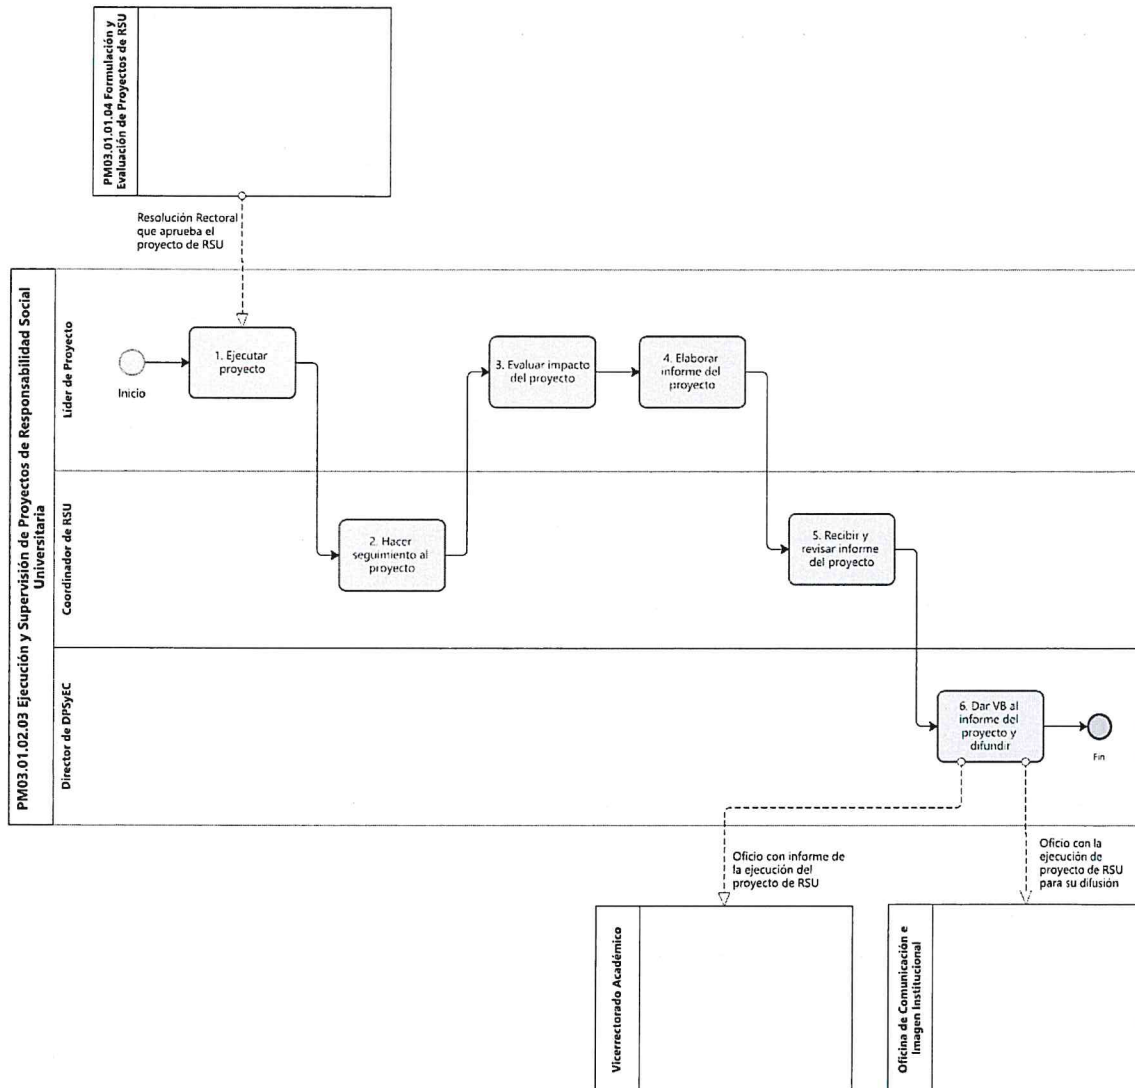 PM03.01.01.04 Formulación y
Evaluación de Proyectos de RSU
Resolución Rectoral
que aprueba el
proyecto de RSU
PM03.01.02.03 Ejecución y Supervisión de Proyectos de Responsabilidad Social
Universitaria
Líder de Proyecto
Inicio
1. Ejecutar
proyecto
3. Evaluar impacto
del proyecto
4. Elaborar
informe del
proyecto
Coordinador de RSU
2. Hacer
seguimiento al
proyecto
5. Recibir y
revisar informe
del proyecto
Director de DPSyEC
6. Dar VB al
informe del
proyecto y
difundir
Fin
Oficio con informe de
la ejecución del
proyecto de RSU
Oficio con la
ejecución de
proyecto de RSU
para su difusión
Vicerrectorado Académico
Oficina de Comunicación e
Imagen Institucional